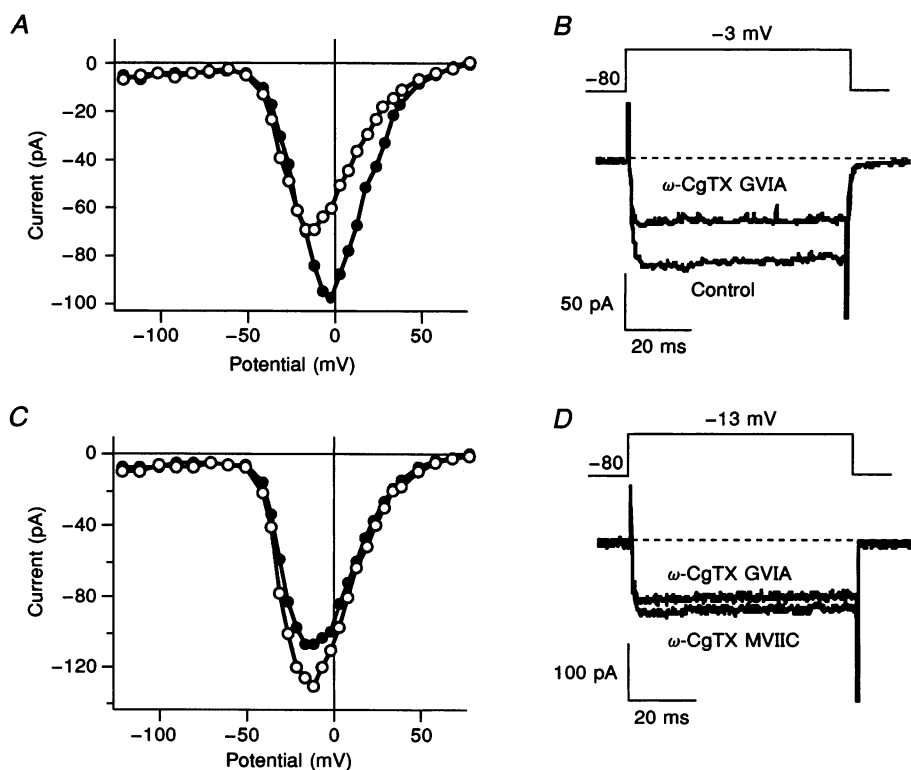 A
0
−20
−40
−60
−80
−100
Current (pA)
−100
−50
0
50
Potential (mV)
B
−3 mV
−80
ω-CgTX GVIA
Control
50 pA
20 ms
C
0
−40
−80
−120
Current (pA)
−100
−50
0
50
Potential (mV)
D
−13 mV
−80
ω-CgTX GVIA
ω-CgTX MVIIC
100 pA
20 ms